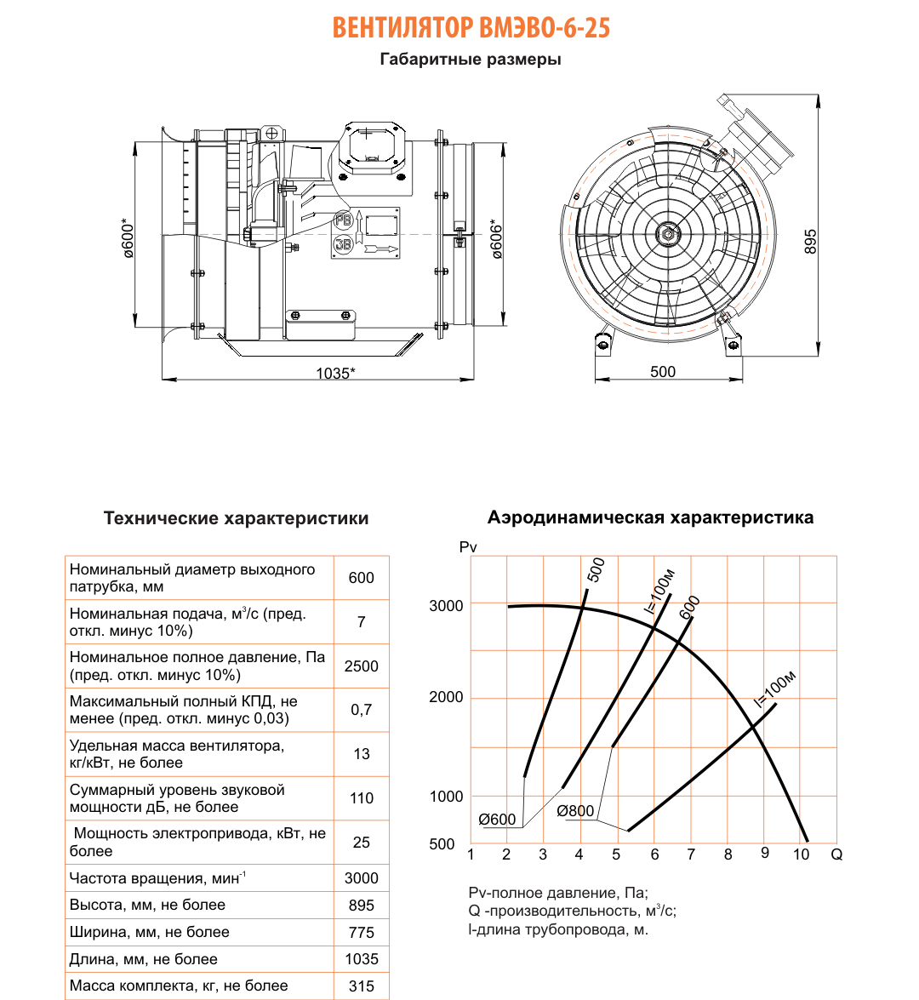 ВЕНТИЛЯТОР ВМЭВО-6-25
Габаритные размеры
ø600*
РВ
3В
ø606*
1035*
895
500
Технические характеристики
Номинальный диаметр выходного
патрубка, мм
600
Номинальная подача, м³/с (пред.
откл. минус 10%)
7
Номинальное полное давление, Па
(пред. откл. минус 10%)
2500
Максимальный полный КПД, не
менее (пред. откл. минус 0,03)
0,7
Удельная масса вентилятора,
кг/кВт, не более
13
Суммарный уровень звуковой
мощности дБ, не более
110
Мощность электропривода, кВт, не
более
25
Частота вращения, мин⁻¹
3000
Высота, мм, не более
895
Ширина, мм, не более
775
Длина, мм, не более
1035
Масса комплекта, кг, не более
315
Аэродинамическая характеристика
Pv
3000
2000
1000
500
500
l=100м
600
l=100м
Ø600
Ø800
1 2 3 4 5 6 7 8 9 10 Q
Pv-полное давление, Па;
Q -производительность, м³/с;
l-длина трубопровода, м.